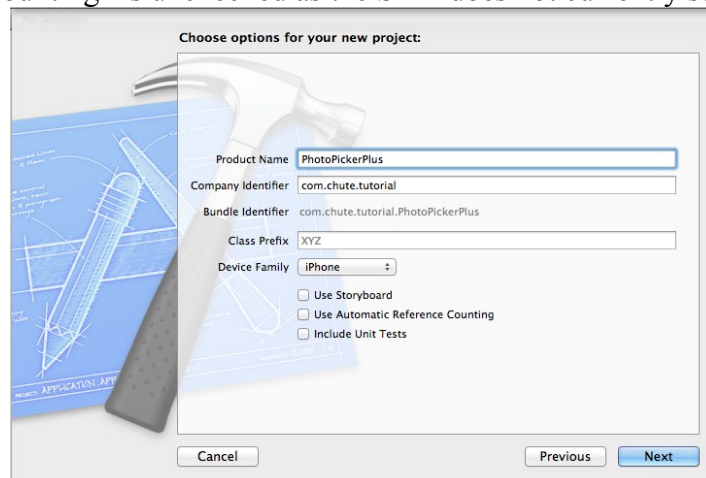 Choose options for your new project:
Product Name PhotoPickerPlus
Company Identifier com.chute.tutorial
Bundle Identifier com.chute.tutorial.PhotoPickerPlus
Class Prefix XYZ
Device Family iPhone
Use Storyboard
Use Automatic Reference Counting
Include Unit Tests
Cancel Previous Next